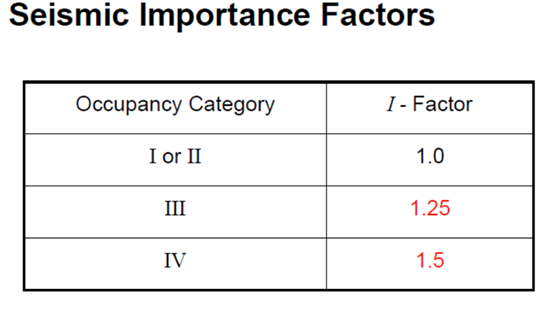 Seismic Importance Factors
Occupancy Category I - Factor
I or II 1.0
III 1.25
IV 1.5